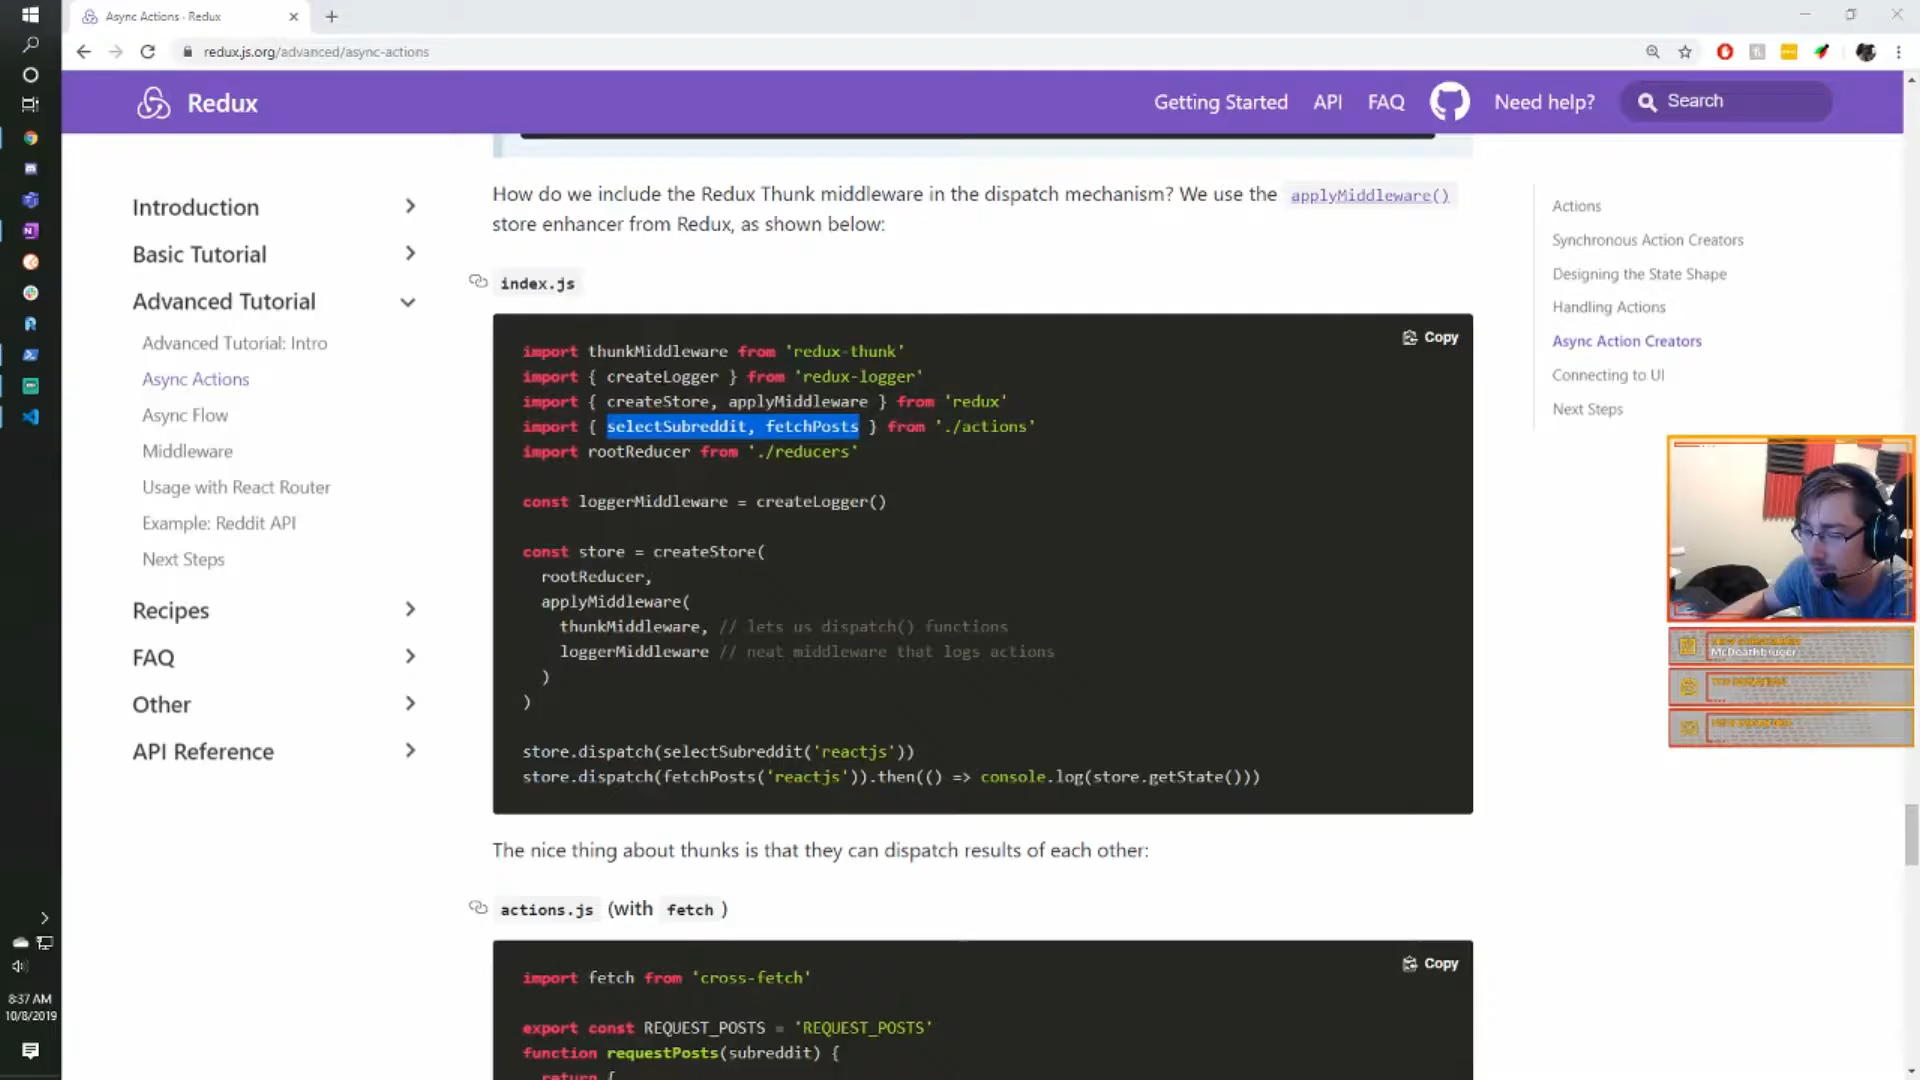 Async Actions · Redux
redux.js.org/advanced/async-actions
Redux
Getting Started
API
FAQ
Need help?
Search
Introduction
Basic Tutorial
Advanced Tutorial
Advanced Tutorial: Intro
Async Actions
Async Flow
Middleware
Usage with React Router
Example: Reddit API
Next Steps
Recipes
FAQ
Other
API Reference
How do we include the Redux Thunk middleware in the dispatch mechanism? We use the applyMiddleware()
store enhancer from Redux, as shown below:
index.js
Copy
import thunkMiddleware from 'redux-thunk'
import { createLogger } from 'redux-logger'
import { createStore, applyMiddleware } from 'redux'
import { selectSubreddit, fetchPosts } from './actions'
import rootReducer from './reducers'
const loggerMiddleware = createLogger()
const store = createStore(
rootReducer,
applyMiddleware(
thunkMiddleware, // lets us dispatch() functions
loggerMiddleware // neat middleware that logs actions
)
)
store.dispatch(selectSubreddit('reactjs'))
store.dispatch(fetchPosts('reactjs')).then(() => console.log(store.getState()))
The nice thing about thunks is that they can dispatch results of each other:
actions.js (with fetch )
Copy
import fetch from 'cross-fetch'
export const REQUEST_POSTS = 'REQUEST_POSTS'
function requestPosts(subreddit) {
return {
Actions
Synchronous Action Creators
Designing the State Shape
Handling Actions
Async Action Creators
Connecting to UI
Next Steps
8:37 AM
10/8/2019